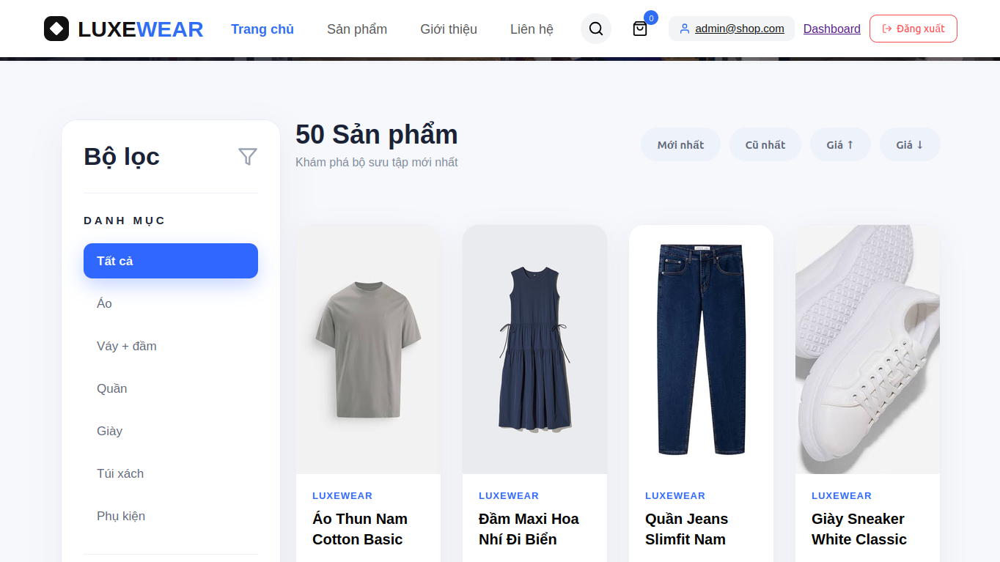 LUXEWEAR
Trang chủ
Sản phẩm
Giới thiệu
Liên hệ
0
admin@shop.com
Dashboard
Đăng xuất
Bộ lọc
DANH MỤC
Tất cả
Áo
Váy + đầm
Quần
Giày
Túi xách
Phụ kiện
50 Sản phẩm
Khám phá bộ sưu tập mới nhất
Mới nhất
Cũ nhất
Giá ↑
Giá ↓
LUXEWEAR
Áo Thun Nam
Cotton Basic
LUXEWEAR
Đầm Maxi Hoa
Nhí Đi Biển
LUXEWEAR
Quần Jeans
Slimfit Nam
LUXEWEAR
Giày Sneaker
White Classic